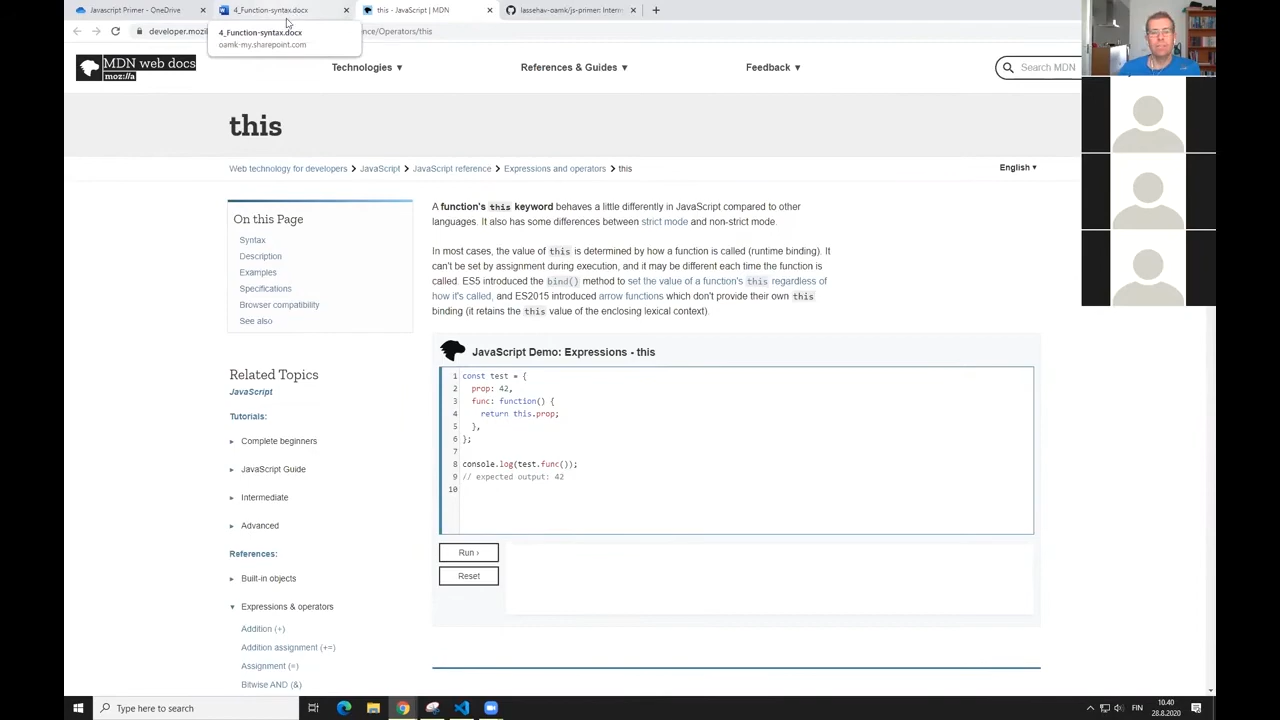 Javascript Primer - OneDrive
4_Function-syntax.docx
this - JavaScript | MDN
lassehav-oamk/js-primer: Interm
4_Function-syntax.docx
oamk-my.sharepoint.com
developer.mozil
nce/Operators/this
MDN web docs
moz://a
Technologies ▼
References & Guides ▼
Feedback ▼
Search MDN
this
Web technology for developers > JavaScript > JavaScript reference > Expressions and operators > this
English ▼
On this Page
Syntax
Description
Examples
Specifications
Browser compatibility
See also
Related Topics
JavaScript
Tutorials:
Complete beginners
JavaScript Guide
Intermediate
Advanced
References:
Built-in objects
Expressions & operators
Addition (+)
Addition assignment (+=)
Assignment (=)
Bitwise AND (&)
A function's this keyword behaves a little differently in JavaScript compared to other
languages. It also has some differences between strict mode and non-strict mode.
In most cases, the value of this is determined by how a function is called (runtime binding). It
can't be set by assignment during execution, and it may be different each time the function is
called. ES5 introduced the bind() method to set the value of a function's this regardless of
how it's called, and ES2015 introduced arrow functions which don't provide their own this
binding (it retains the this value of the enclosing lexical context).
JavaScript Demo: Expressions - this
1 const test = {
2 prop: 42,
3 func: function() {
4 return this.prop;
5 },
6 };
7
8 console.log(test.func());
9 // expected output: 42
10
Run ›
Reset
Type here to search
FIN
10.40
28.8.2020